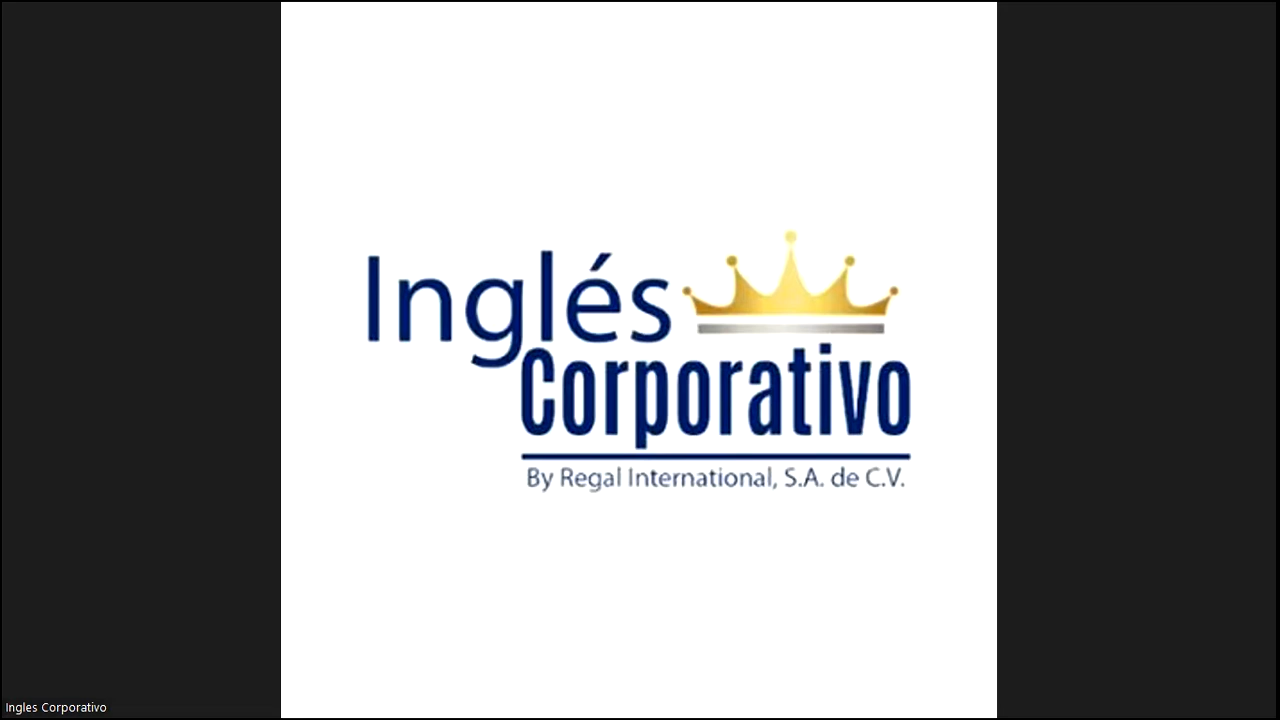 Inglés
Corporativo
By Regal International, S.A. de C.V.
Ingles Corporativo